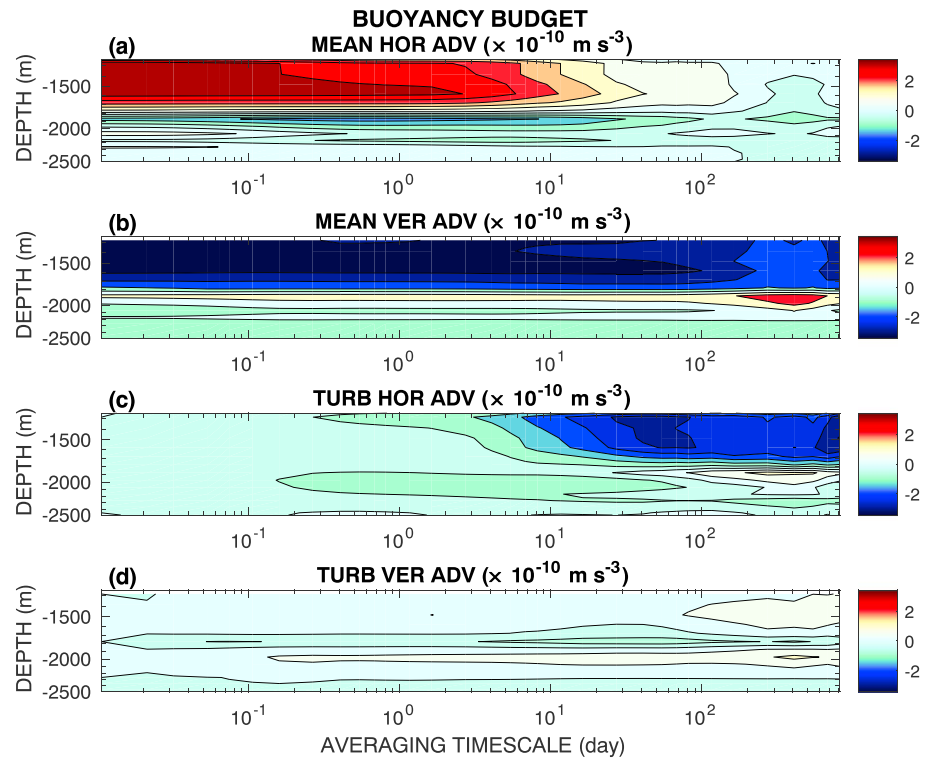 BUOYANCY BUDGET
(a) MEAN HOR ADV (× 10⁻¹⁰ m s⁻³)
DEPTH (m)
-1500
-2000
-2500
10⁻¹ 10⁰ 10¹ 10²
2
0
-2
(b) MEAN VER ADV (× 10⁻¹⁰ m s⁻³)
DEPTH (m)
-1500
-2000
-2500
10⁻¹ 10⁰ 10¹ 10²
2
0
-2
(c) TURB HOR ADV (× 10⁻¹⁰ m s⁻³)
DEPTH (m)
-1500
-2000
-2500
10⁻¹ 10⁰ 10¹ 10²
2
0
-2
(d) TURB VER ADV (× 10⁻¹⁰ m s⁻³)
DEPTH (m)
-1500
-2000
-2500
10⁻¹ 10⁰ 10¹ 10²
2
0
-2
AVERAGING TIMESCALE (day)